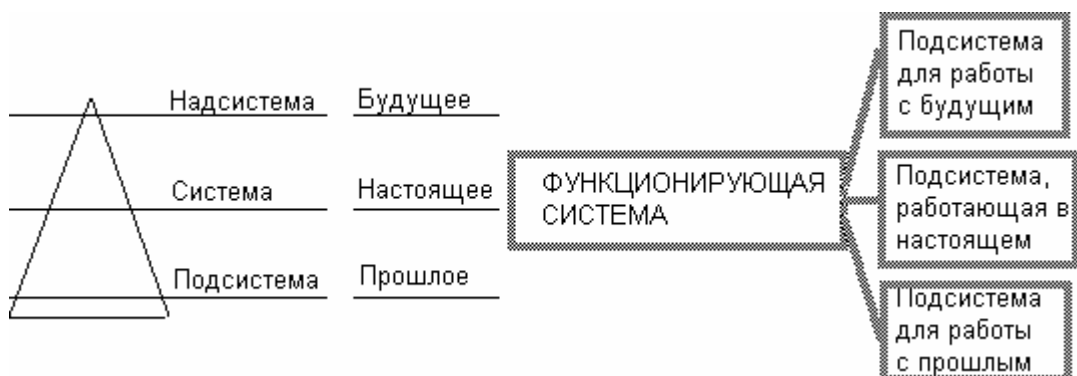 Надсистема
Будущее
Система
Настоящее
Подсистема
Прошлое
ФУНКЦИОНИРУЮЩАЯ
СИСТЕМА
Подсистема
для работы
с будущим
Подсистема,
работающая в
настоящем
Подсистема
для работы
с прошлым